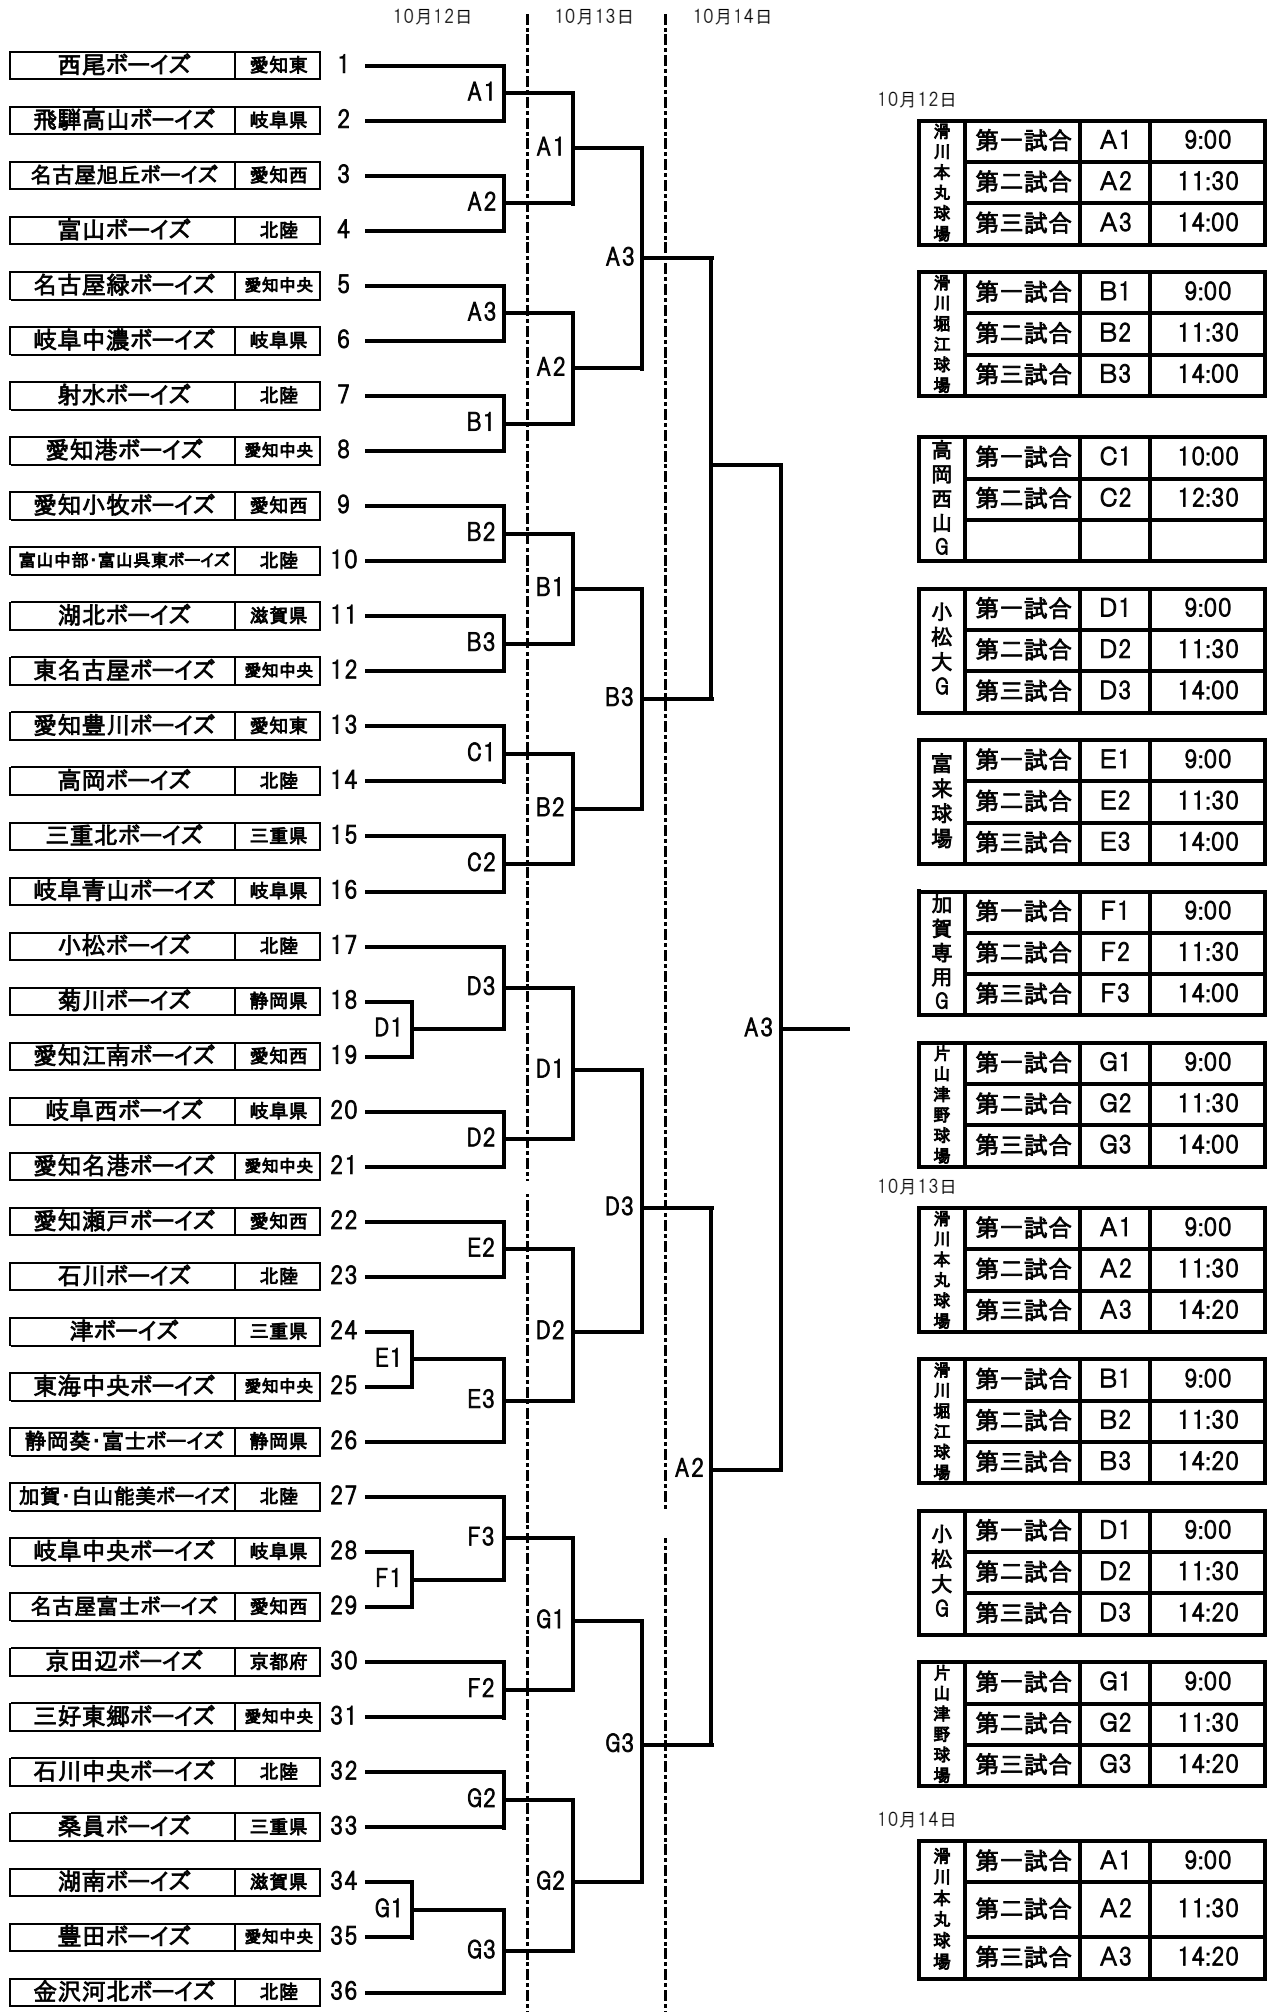 10月12日 10月13日 10月14日
西尾ボーイズ 愛知東 1
飛騨高山ボーイズ 岐阜県 2
名古屋旭丘ボーイズ 愛知西 3
富山ボーイズ 北陸 4
名古屋緑ボーイズ 愛知中央 5
岐阜中濃ボーイズ 岐阜県 6
射水ボーイズ 北陸 7
愛知港ボーイズ 愛知中央 8
愛知小牧ボーイズ 愛知西 9
富山中部・富山呉東ボーイズ 北陸 10
湖北ボーイズ 滋賀県 11
東名古屋ボーイズ 愛知中央 12
愛知豊川ボーイズ 愛知東 13
高岡ボーイズ 北陸 14
三重北ボーイズ 三重県 15
岐阜青山ボーイズ 岐阜県 16
小松ボーイズ 北陸 17
菊川ボーイズ 静岡県 18
愛知江南ボーイズ 愛知西 19
岐阜西ボーイズ 岐阜県 20
愛知名港ボーイズ 愛知中央 21
愛知瀬戸ボーイズ 愛知西 22
石川ボーイズ 北陸 23
津ボーイズ 三重県 24
東海中央ボーイズ 愛知中央 25
静岡葵・富士ボーイズ 静岡県 26
加賀・白山能美ボーイズ 北陸 27
岐阜中央ボーイズ 岐阜県 28
名古屋富士ボーイズ 愛知西 29
京田辺ボーイズ 京都府 30
三好東郷ボーイズ 愛知中央 31
石川中央ボーイズ 北陸 32
桑員ボーイズ 三重県 33
湖南ボーイズ 滋賀県 34
豊田ボーイズ 愛知中央 35
金沢河北ボーイズ 北陸 36
D1
E1
F1
G1
A1
A2
A3
B1
B2
B3
C1
C2
D3
D2
E2
E3
F3
F2
G2
G3
A1
A2
B1
B2
D1
D2
G1
G2
A3
B3
D3
G3
A2
A3
10月12日
滑川本丸球場
第一試合 A1 9:00
第二試合 A2 11:30
第三試合 A3 14:00
滑川堀江球場
第一試合 B1 9:00
第二試合 B2 11:30
第三試合 B3 14:00
高岡西山G
第一試合 C1 10:00
第二試合 C2 12:30
小松大G
第一試合 D1 9:00
第二試合 D2 11:30
第三試合 D3 14:00
富来球場
第一試合 E1 9:00
第二試合 E2 11:30
第三試合 E3 14:00
加賀専用G
第一試合 F1 9:00
第二試合 F2 11:30
第三試合 F3 14:00
片山津野球場
第一試合 G1 9:00
第二試合 G2 11:30
第三試合 G3 14:00
10月13日
滑川本丸球場
第一試合 A1 9:00
第二試合 A2 11:30
第三試合 A3 14:20
滑川堀江球場
第一試合 B1 9:00
第二試合 B2 11:30
第三試合 B3 14:20
小松大G
第一試合 D1 9:00
第二試合 D2 11:30
第三試合 D3 14:20
片山津野球場
第一試合 G1 9:00
第二試合 G2 11:30
第三試合 G3 14:20
10月14日
滑川本丸球場
第一試合 A1 9:00
第二試合 A2 11:30
第三試合 A3 14:20